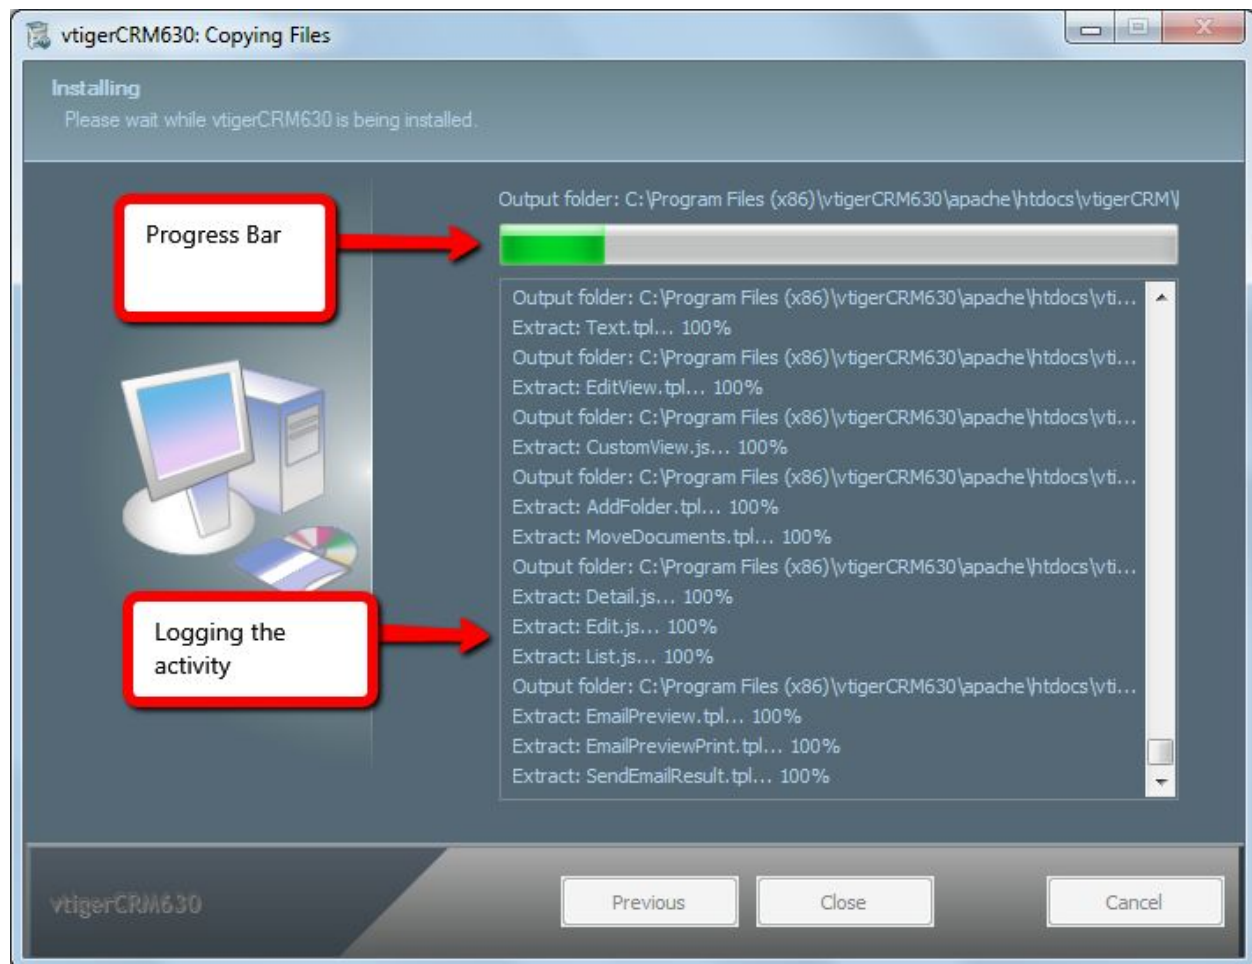 vtigerCRM630: Copying Files
Installing
Please wait while vtigerCRM630 is being installed.
Output folder: C:\Program Files (x86)\vtigerCRM630\apache\htdocs\vtigerCRM\
Progress Bar
Output folder: C:\Program Files (x86)\vtigerCRM630\apache\htdocs\vti...
Extract: Text.tpl... 100%
Output folder: C:\Program Files (x86)\vtigerCRM630\apache\htdocs\vti...
Extract: EditView.tpl... 100%
Output folder: C:\Program Files (x86)\vtigerCRM630\apache\htdocs\vti...
Extract: CustomView.js... 100%
Output folder: C:\Program Files (x86)\vtigerCRM630\apache\htdocs\vti...
Extract: AddFolder.tpl... 100%
Extract: MoveDocuments.tpl... 100%
Output folder: C:\Program Files (x86)\vtigerCRM630\apache\htdocs\vti...
Extract: Detail.js... 100%
Extract: Edit.js... 100%
Extract: List.js... 100%
Output folder: C:\Program Files (x86)\vtigerCRM630\apache\htdocs\vti...
Extract: EmailPreview.tpl... 100%
Extract: EmailPreviewPrint.tpl... 100%
Extract: SendEmailResult.tpl... 100%
Logging the
activity
vtigerCRM630
Previous
Close
Cancel